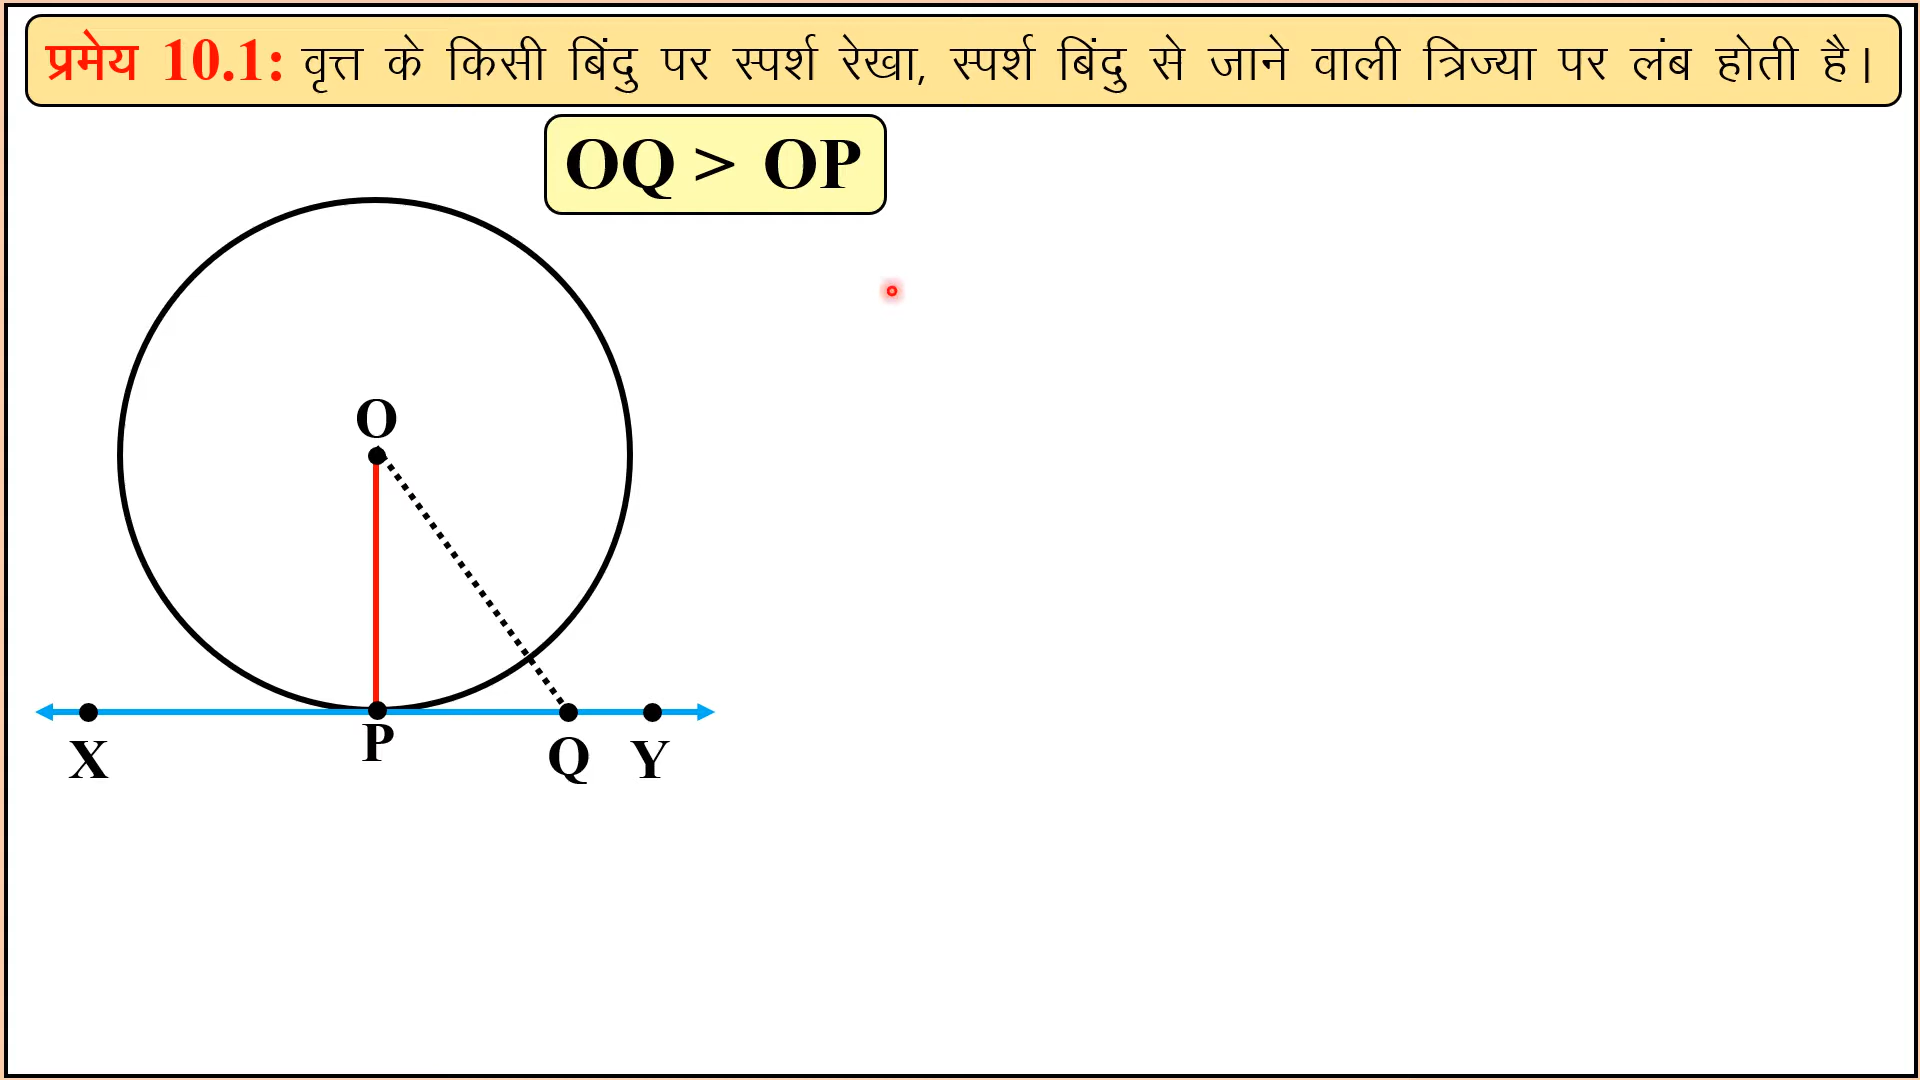 प्रमेय 10.1: वृत्त के किसी बिंदु पर स्पर्श रेखा, स्पर्श बिंदु से जाने वाली त्रिज्या पर लंब होती है।
OQ > OP
O
P
X
Q
Y